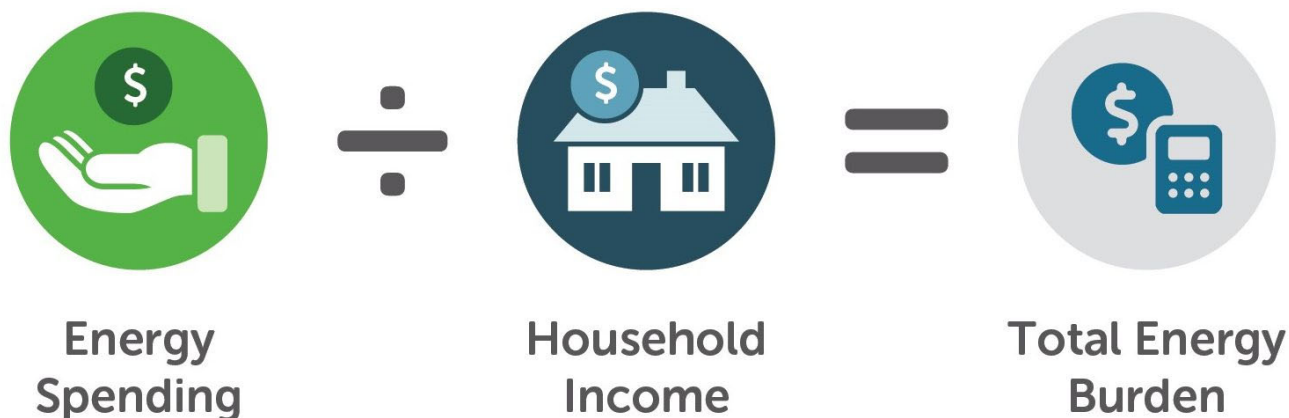 $
÷
$
=
$
Energy
Spending
Household
Income
Total Energy
Burden